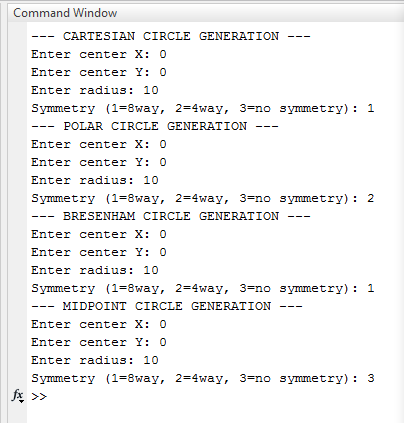 Command Window
--- CARTESIAN CIRCLE GENERATION ---
Enter center X: 0
Enter center Y: 0
Enter radius: 10
Symmetry (1=8way, 2=4way, 3=no symmetry): 1
--- POLAR CIRCLE GENERATION ---
Enter center X: 0
Enter center Y: 0
Enter radius: 10
Symmetry (1=8way, 2=4way, 3=no symmetry): 2
--- BRESENHAM CIRCLE GENERATION ---
Enter center X: 0
Enter center Y: 0
Enter radius: 10
Symmetry (1=8way, 2=4way, 3=no symmetry): 1
--- MIDPOINT CIRCLE GENERATION ---
Enter center X: 0
Enter center Y: 0
Enter radius: 10
Symmetry (1=8way, 2=4way, 3=no symmetry): 3
fx >>